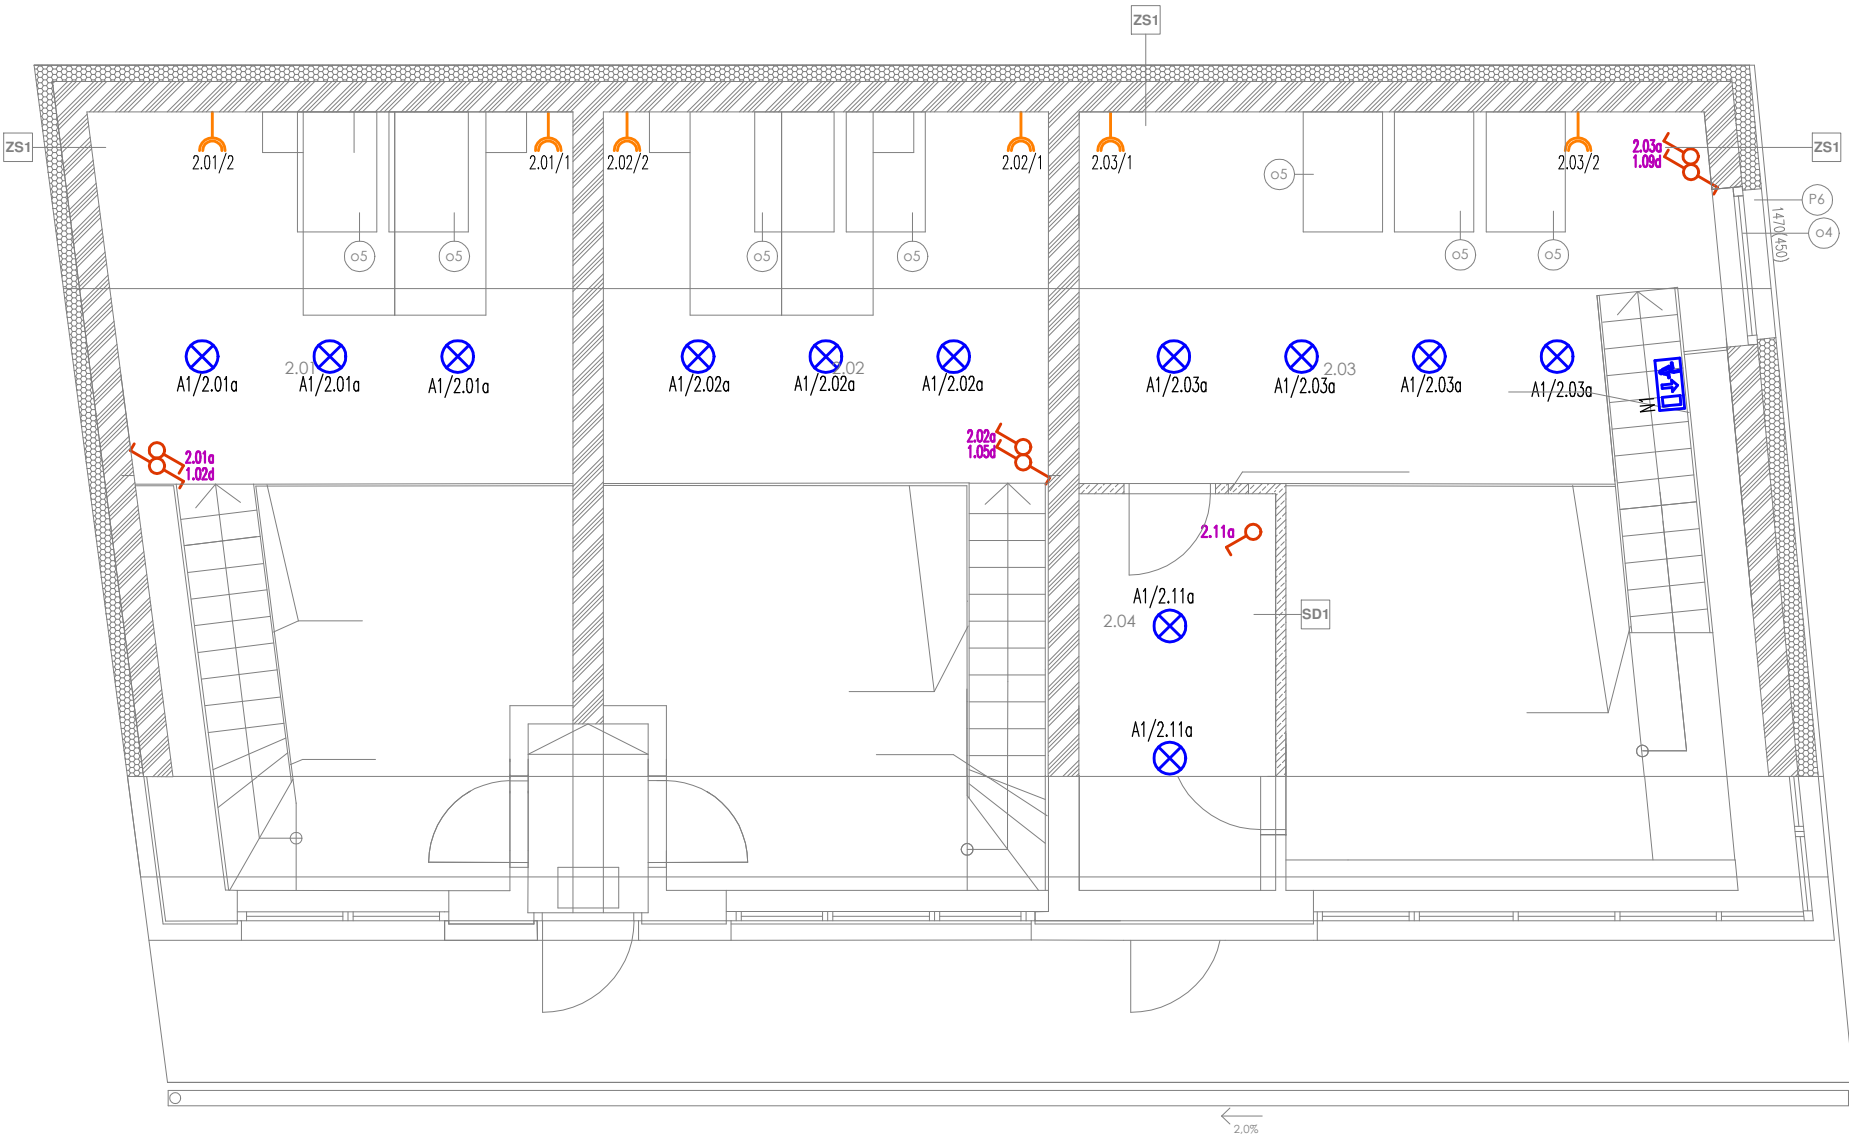 ZS1
ZS1
2.01/2
2.01/1
2.02/2
2.02/1
2.03/1
2.03/2
2.03a
1.09d
ZS1
o5
P6
o4
1470(450)
o5
o5
o5
o5
o5
o5
2.01
2.02
2.03
A1/2.01a
A1/2.01a
A1/2.01a
A1/2.02a
A1/2.02a
A1/2.02a
A1/2.03a
A1/2.03a
A1/2.03a
A1/2.03a
N1
2.01a
1.02d
2.02a
1.05d
2.11a
A1/2.11a
2.04
SD1
A1/2.11a
2,0%